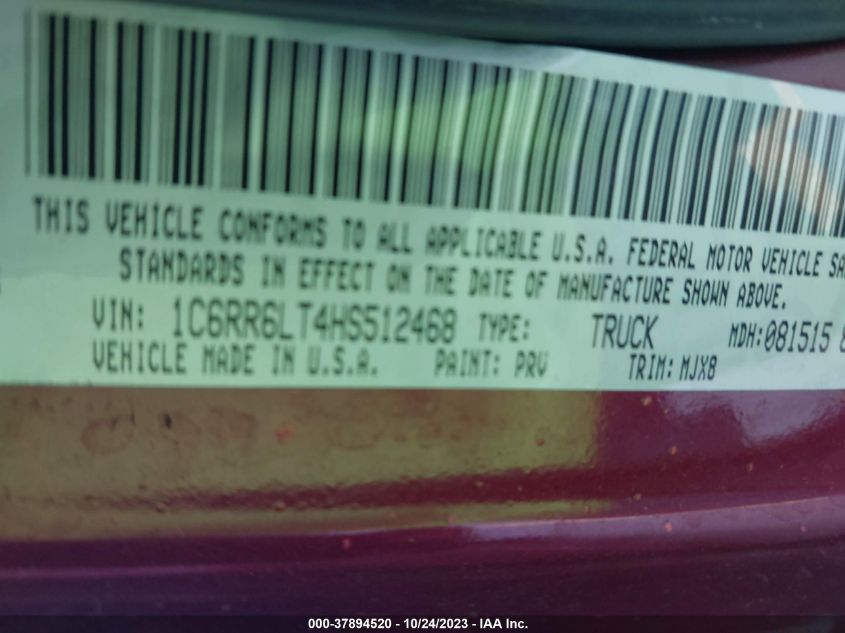 THIS VEHICLE CONFORMS TO ALL APPLICABLE U.S.A. FEDERAL MOTOR VEHICLE SA
STANDARDS IN EFFECT ON THE DATE OF MANUFACTURE SHOWN ABOVE.
VIN: 1C6RR6LT4HS512468 TYPE: TRUCK MDH:081515
VEHICLE MADE IN U.S.A. PAINT: PRV TRIM: MJX8
000-37894520 - 10/24/2023 - IAA Inc.